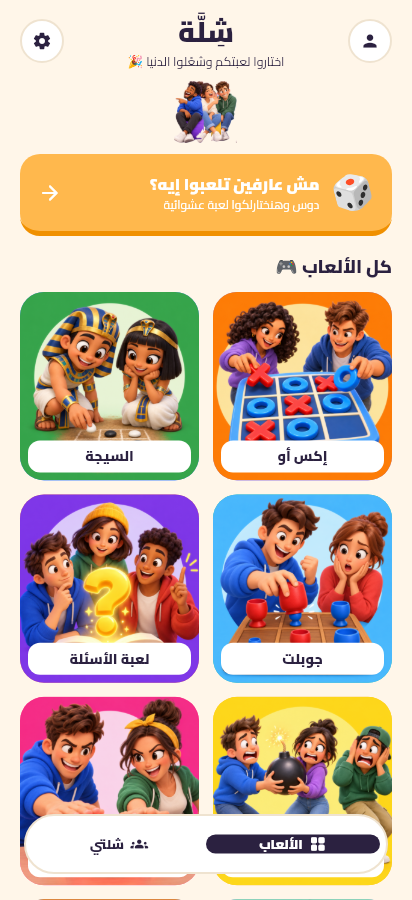 شِلَّة
اختاروا لعبتكم وشغّلوا الدنيا 🎉
مش عارفين تلعبوا إيه؟
دوس وهنختارلكوا لعبة عشوائية
كل الألعاب 🎮
إكس أو
السيجة
جوبلت
لعبة الأسئلة
الألعاب
شلتي